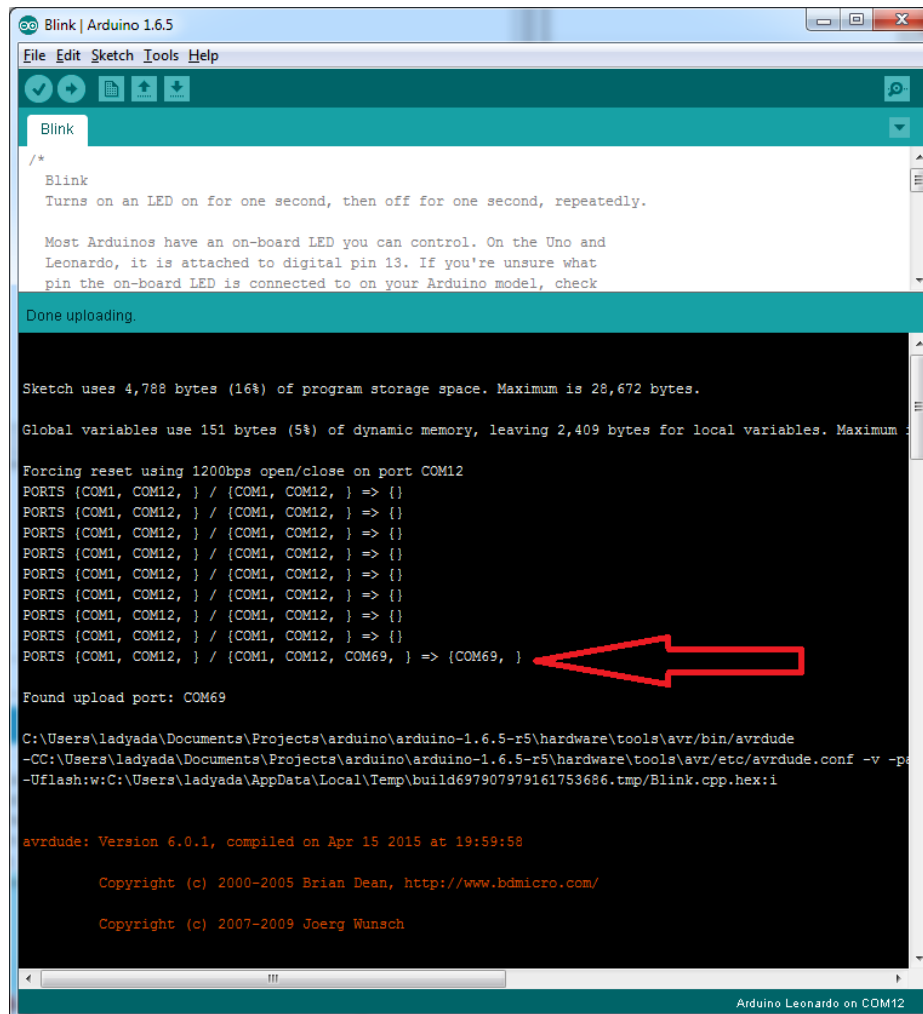 Blink | Arduino 1.6.5
File Edit Sketch Tools Help
Blink
/*
Blink
Turns on an LED on for one second, then off for one second, repeatedly.
Most Arduinos have an on-board LED you can control. On the Uno and
Leonardo, it is attached to digital pin 13. If you're unsure what
pin the on-board LED is connected to on your Arduino model, check
Done uploading.
Sketch uses 4,788 bytes (16%) of program storage space. Maximum is 28,672 bytes.
Global variables use 151 bytes (5%) of dynamic memory, leaving 2,409 bytes for local variables. Maximum
Forcing reset using 1200bps open/close on port COM12
PORTS {COM1, COM12, } / {COM1, COM12, } => {}
PORTS {COM1, COM12, } / {COM1, COM12, } => {}
PORTS {COM1, COM12, } / {COM1, COM12, } => {}
PORTS {COM1, COM12, } / {COM1, COM12, } => {}
PORTS {COM1, COM12, } / {COM1, COM12, } => {}
PORTS {COM1, COM12, } / {COM1, COM12, } => {}
PORTS {COM1, COM12, } / {COM1, COM12, } => {}
PORTS {COM1, COM12, } / {COM1, COM12, } => {}
PORTS {COM1, COM12, } / {COM1, COM12, COM69, } => {COM69, }
Found upload port: COM69
C:\Users\ladyada\Documents\Projects\arduino\arduino-1.6.5-r5\hardware\tools\avr/bin/avrdude
-CC:\Users\ladyada\Documents\Projects\arduino\arduino-1.6.5-r5\hardware\tools\avr/etc/avrdude.conf -v -pa
-Uflash:w:C:\Users\ladyada\AppData\Local\Temp\build697907979161753686.tmp/Blink.cpp.hex:i
avrdude: Version 6.0.1, compiled on Apr 15 2015 at 19:59:58
Copyright (c) 2000-2005 Brian Dean, http://www.bdmicro.com/
Copyright (c) 2007-2009 Joerg Wunsch
Arduino Leonardo on COM12